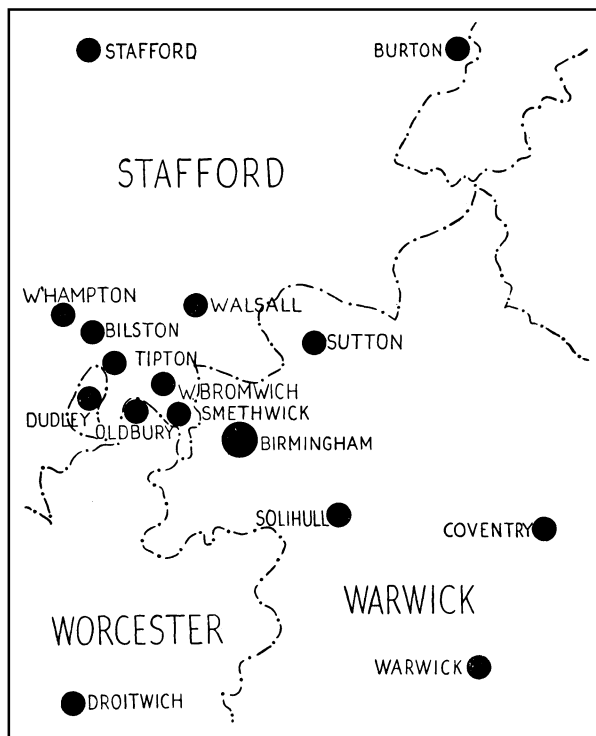 STAFFORD
BURTON
STAFFORD
W'HAMPTON
WALSALL
BILSTON
SUTTON
TIPTON
W.BROMWICH
DUDLEY
SMETHWICK
OLDBURY
BIRMINGHAM
SOLIHULL
COVENTRY
WARWICK
WORCESTER
WARWICK
DROITWICH